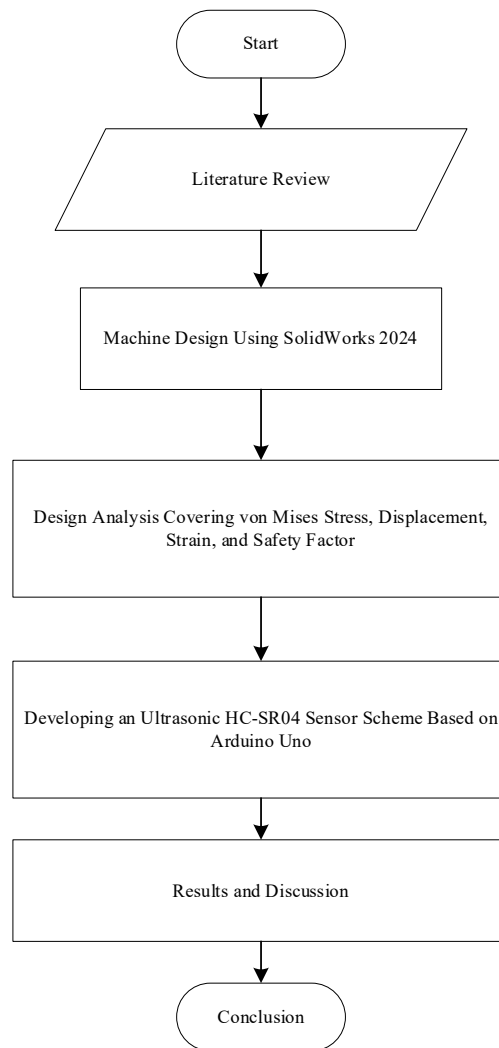 Start
Literature Review
Machine Design Using SolidWorks 2024
Design Analysis Covering von Mises Stress, Displacement,
Strain, and Safety Factor
Developing an Ultrasonic HC-SR04 Sensor Scheme Based on
Arduino Uno
Results and Discussion
Conclusion